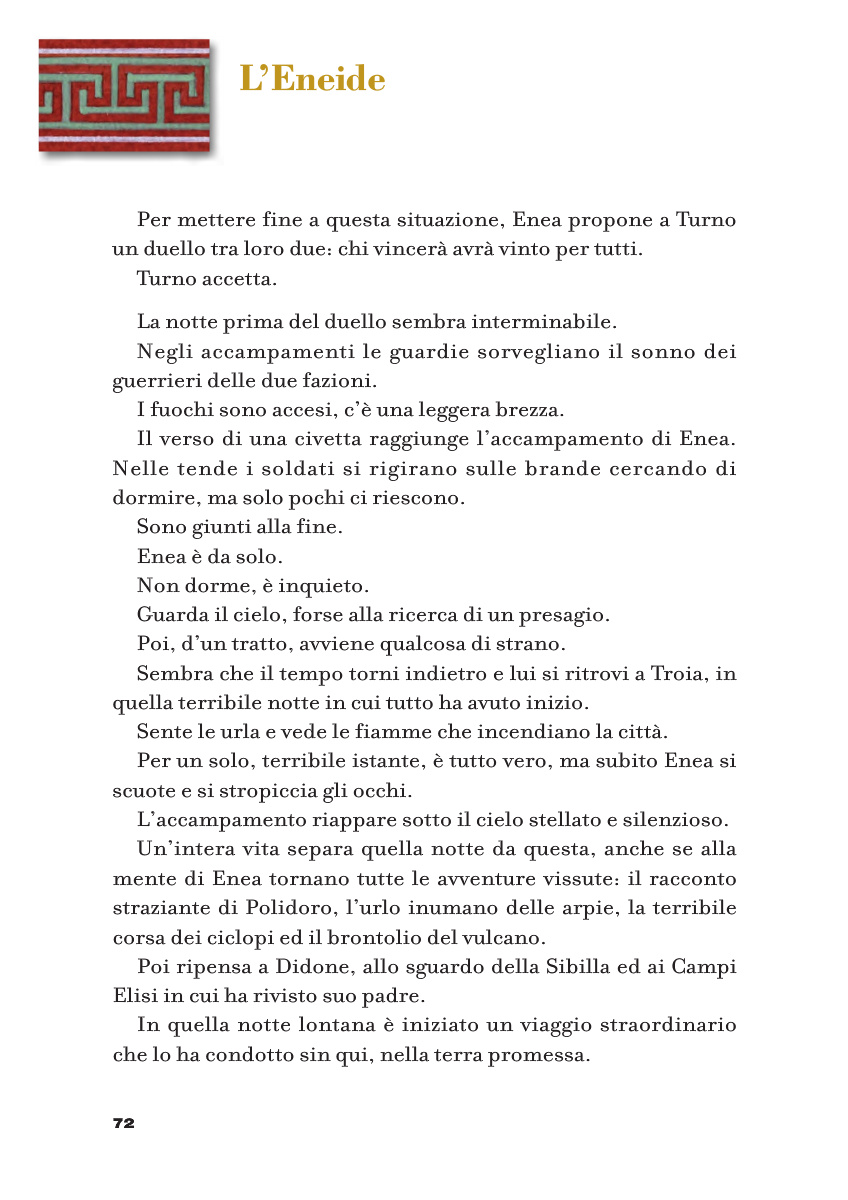 L’Eneide
Per mettere fine a questa situazione, Enea propone a Turno
un duello tra loro due: chi vincerà avrà vinto per tutti.
Turno accetta.
La notte prima del duello sembra interminabile.
Negli accampamenti le guardie sorvegliano il sonno dei
guerrieri delle due fazioni.
I fuochi sono accesi, c’è una leggera brezza.
Il verso di una civetta raggiunge l’accampamento di Enea.
Nelle tende i soldati si rigirano sulle brande cercando di
dormire, ma solo pochi ci riescono.
Sono giunti alla fine.
Enea è da solo.
Non dorme, è inquieto.
Guarda il cielo, forse alla ricerca di un presagio.
Poi, d’un tratto, avviene qualcosa di strano.
Sembra che il tempo torni indietro e lui si ritrovi a Troia, in
quella terribile notte in cui tutto ha avuto inizio.
Sente le urla e vede le fiamme che incendiano la città.
Per un solo, terribile istante, è tutto vero, ma subito Enea si
scuote e si stropiccia gli occhi.
L’accampamento riappare sotto il cielo stellato e silenzioso.
Un’intera vita separa quella notte da questa, anche se alla
mente di Enea tornano tutte le avventure vissute: il racconto
straziante di Polidoro, l’urlo inumano delle arpie, la terribile
corsa dei ciclopi ed il brontolio del vulcano.
Poi ripensa a Didone, allo sguardo della Sibilla ed ai Campi
Elisi in cui ha rivisto suo padre.
In quella notte lontana è iniziato un viaggio straordinario
che lo ha condotto sin qui, nella terra promessa.
72